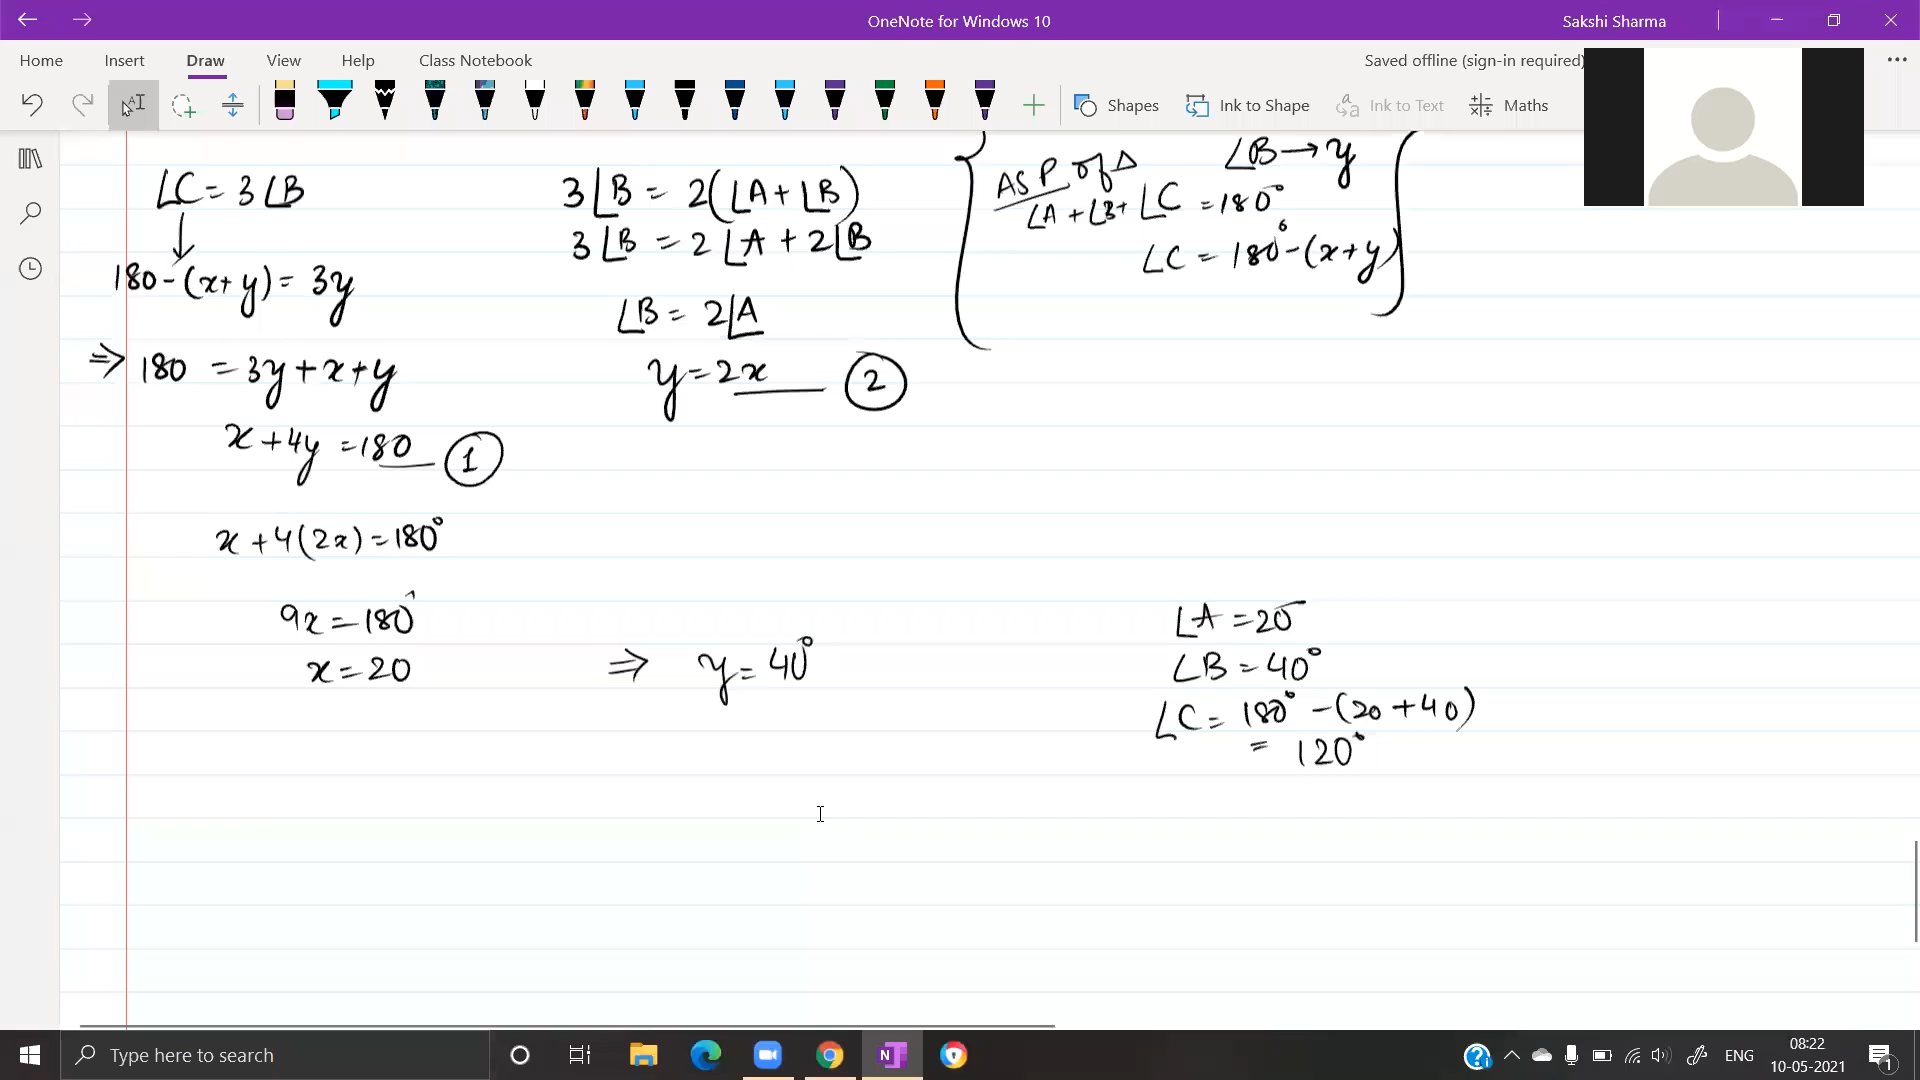 OneNote for Windows 10
Sakshi Sharma
Home Insert Draw View Help Class Notebook
Saved offline (sign-in required)
Shapes Ink to Shape Ink to Text Maths
∠C = 3∠B
↓
180 - (x + y) = 3y
⇒ 180 = 3y + x + y
x + 4y = 180 ①
x + 4(2x) = 180°
9x = 180°
x = 20
3∠B = 2(∠A + ∠B)
3∠B = 2∠A + 2∠B
∠B = 2∠A
y = 2x ②
⇒ y = 40°
∠B → y
ASP of Δ
∠A + ∠B + ∠C = 180°
∠C = 180° - (x + y)
∠A = 20°
∠B = 40°
∠C = 180° - (20 + 40)
= 120°
Type here to search
ENG
08:22
10-05-2021
1